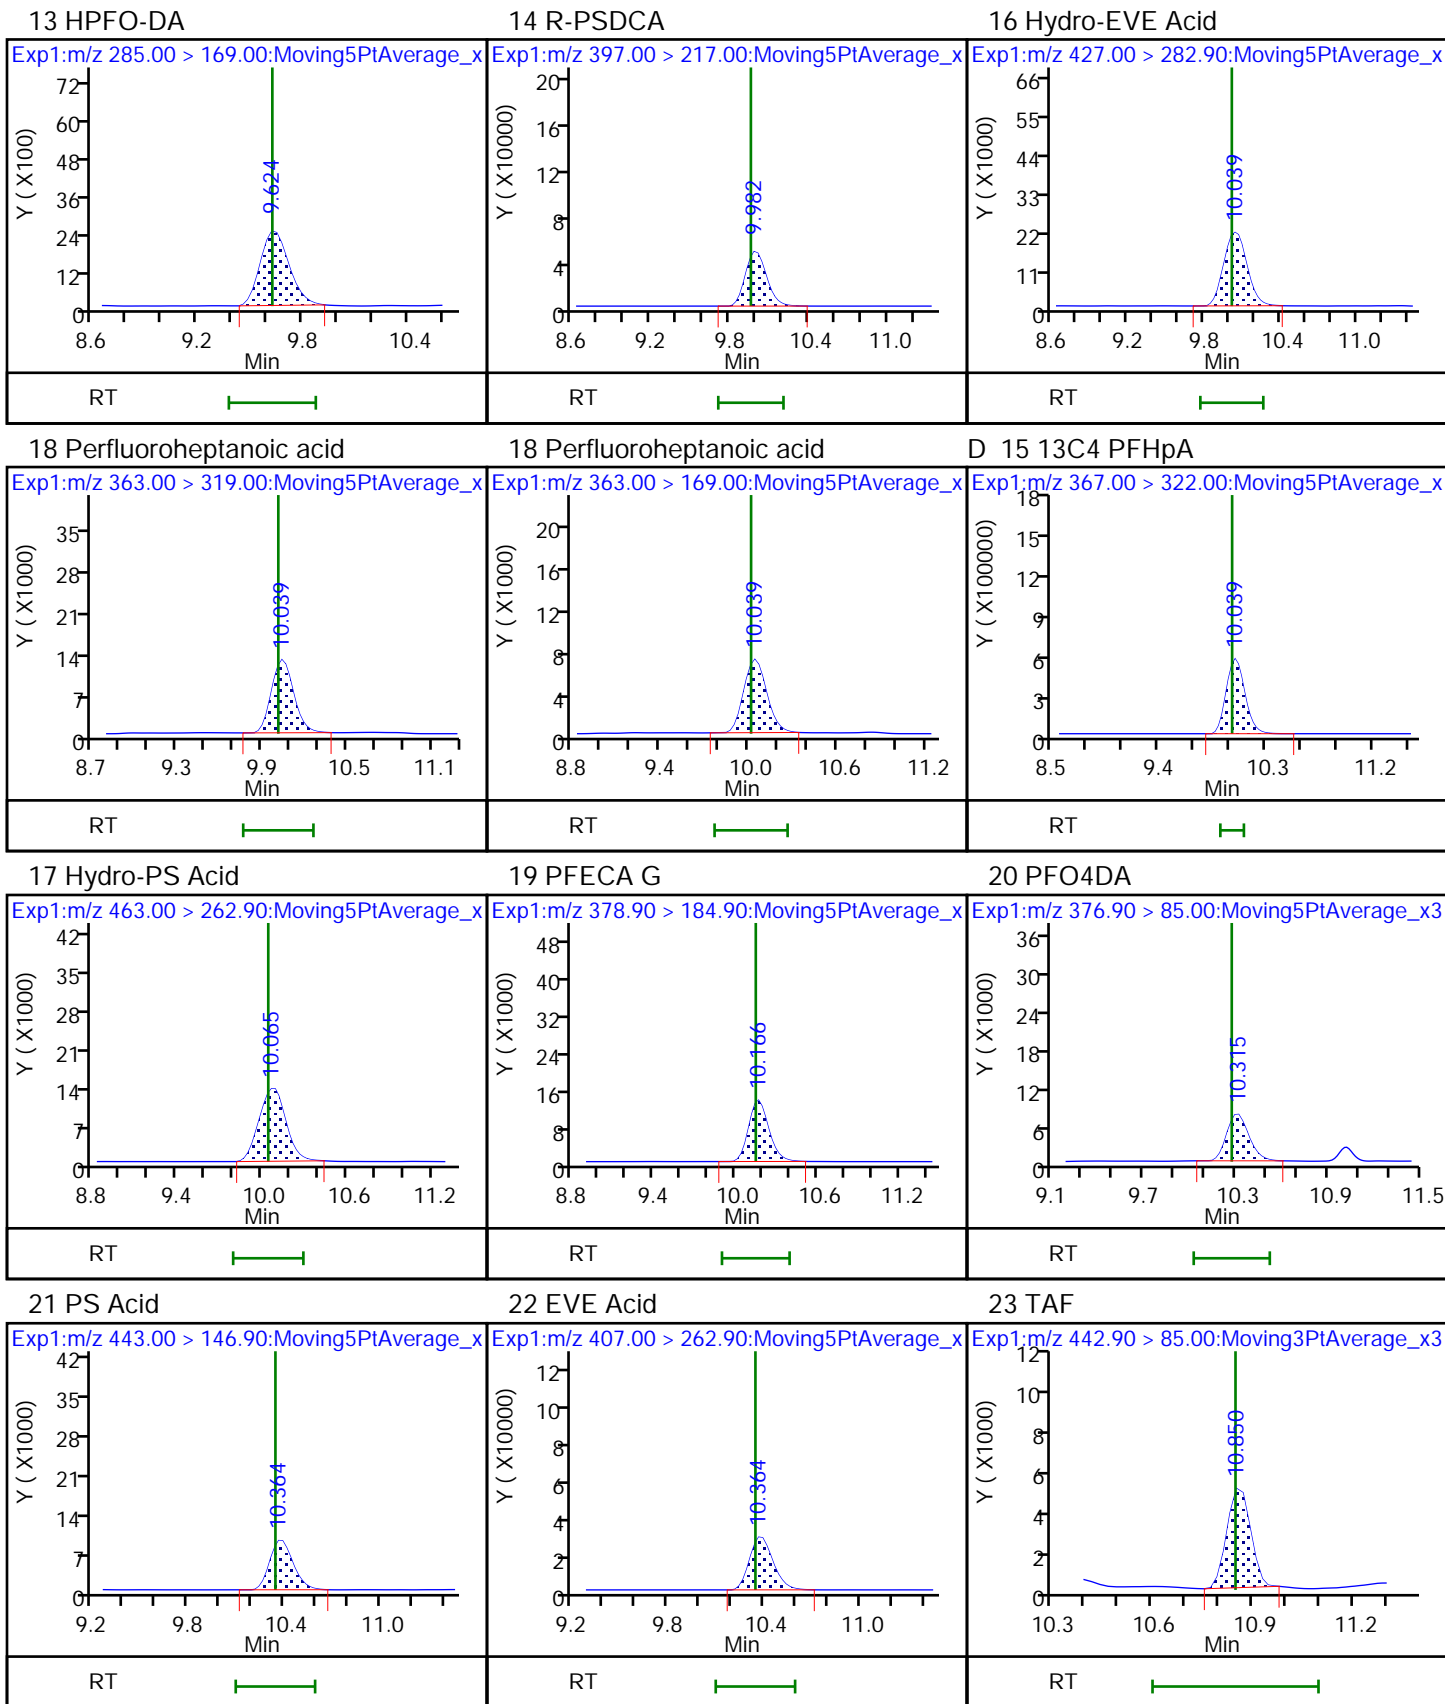 13 HPFO-DA
Exp1:m/z 285.00 > 169.00:Moving5PtAverage_x
Y ( X100)
72
60
48
36
24
12
0
9.624
8.6 9.2 9.8 10.4
Min
RT
14 R-PSDCA
Exp1:m/z 397.00 > 217.00:Moving5PtAverage_x
Y ( X10000)
20
16
12
8
4
0
9.982
8.6 9.2 9.8 10.4 11.0
Min
RT
16 Hydro-EVE Acid
Exp1:m/z 427.00 > 282.90:Moving5PtAverage_x
Y ( X1000)
66
55
44
33
22
11
0
10.039
8.6 9.2 9.8 10.4 11.0
Min
RT
18 Perfluoroheptanoic acid
Exp1:m/z 363.00 > 319.00:Moving5PtAverage_x
Y ( X1000)
35
28
21
14
7
0
10.039
8.7 9.3 9.9 10.5 11.1
Min
RT
18 Perfluoroheptanoic acid
Exp1:m/z 363.00 > 169.00:Moving5PtAverage_x
Y ( X1000)
20
16
12
8
4
0
10.039
8.8 9.4 10.0 10.6 11.2
Min
RT
D 15 13C4 PFHpA
Exp1:m/z 367.00 > 322.00:Moving5PtAverage_x
Y ( X100000)
18
15
12
9
6
3
0
10.039
8.5 9.4 10.3 11.2
Min
RT
17 Hydro-PS Acid
Exp1:m/z 463.00 > 262.90:Moving5PtAverage_x
Y ( X1000)
42
35
28
21
14
7
0
10.065
8.8 9.4 10.0 10.6 11.2
Min
RT
19 PFECA G
Exp1:m/z 378.90 > 184.90:Moving5PtAverage_x
Y ( X1000)
48
40
32
24
16
8
0
10.166
8.8 9.4 10.0 10.6 11.2
Min
RT
20 PFO4DA
Exp1:m/z 376.90 > 85.00:Moving5PtAverage_x3
Y ( X1000)
36
30
24
18
12
6
0
10.315
9.1 9.7 10.3 10.9 11.5
Min
RT
21 PS Acid
Exp1:m/z 443.00 > 146.90:Moving5PtAverage_x
Y ( X1000)
42
35
28
21
14
7
0
10.364
9.2 9.8 10.4 11.0
Min
RT
22 EVE Acid
Exp1:m/z 407.00 > 262.90:Moving5PtAverage_x
Y ( X10000)
12
10
8
6
4
2
0
10.364
9.2 9.8 10.4 11.0
Min
RT
23 TAF
Exp1:m/z 442.90 > 85.00:Moving3PtAverage_x3
Y ( X1000)
12
10
8
6
4
2
0
10.850
10.3 10.6 10.9 11.2
Min
RT